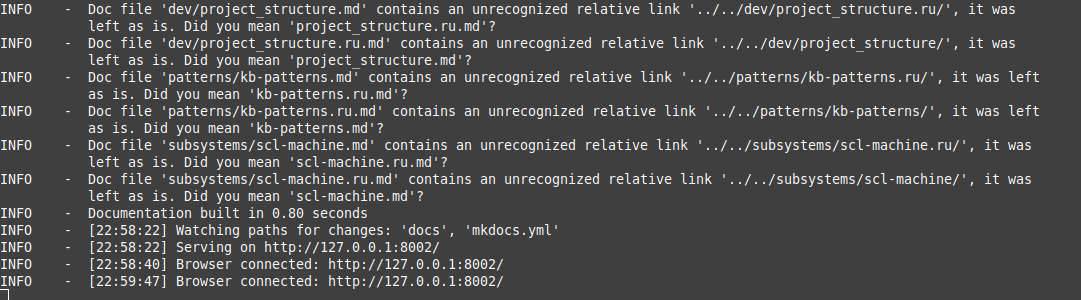 INFO    -  Doc file 'dev/project_structure.md' contains an unrecognized relative link '../../dev/project_structure.ru/', it was
           left as is. Did you mean 'project_structure.ru.md'?
INFO    -  Doc file 'dev/project_structure.ru.md' contains an unrecognized relative link '../../dev/project_structure/', it was
           left as is. Did you mean 'project_structure.md'?
INFO    -  Doc file 'patterns/kb-patterns.md' contains an unrecognized relative link '../../patterns/kb-patterns.ru/', it was left
           as is. Did you mean 'kb-patterns.ru.md'?
INFO    -  Doc file 'patterns/kb-patterns.ru.md' contains an unrecognized relative link '../../patterns/kb-patterns/', it was left
           as is. Did you mean 'kb-patterns.md'?
INFO    -  Doc file 'subsystems/scl-machine.md' contains an unrecognized relative link '../../subsystems/scl-machine.ru/', it was
           left as is. Did you mean 'scl-machine.ru.md'?
INFO    -  Doc file 'subsystems/scl-machine.ru.md' contains an unrecognized relative link '../../subsystems/scl-machine/', it was
           left as is. Did you mean 'scl-machine.md'?
INFO    -  Documentation built in 0.80 seconds
INFO    -  [22:58:22] Watching paths for changes: 'docs', 'mkdocs.yml'
INFO    -  [22:58:22] Serving on http://127.0.0.1:8002/
INFO    -  [22:58:40] Browser connected: http://127.0.0.1:8002/
INFO    -  [22:59:47] Browser connected: http://127.0.0.1:8002/